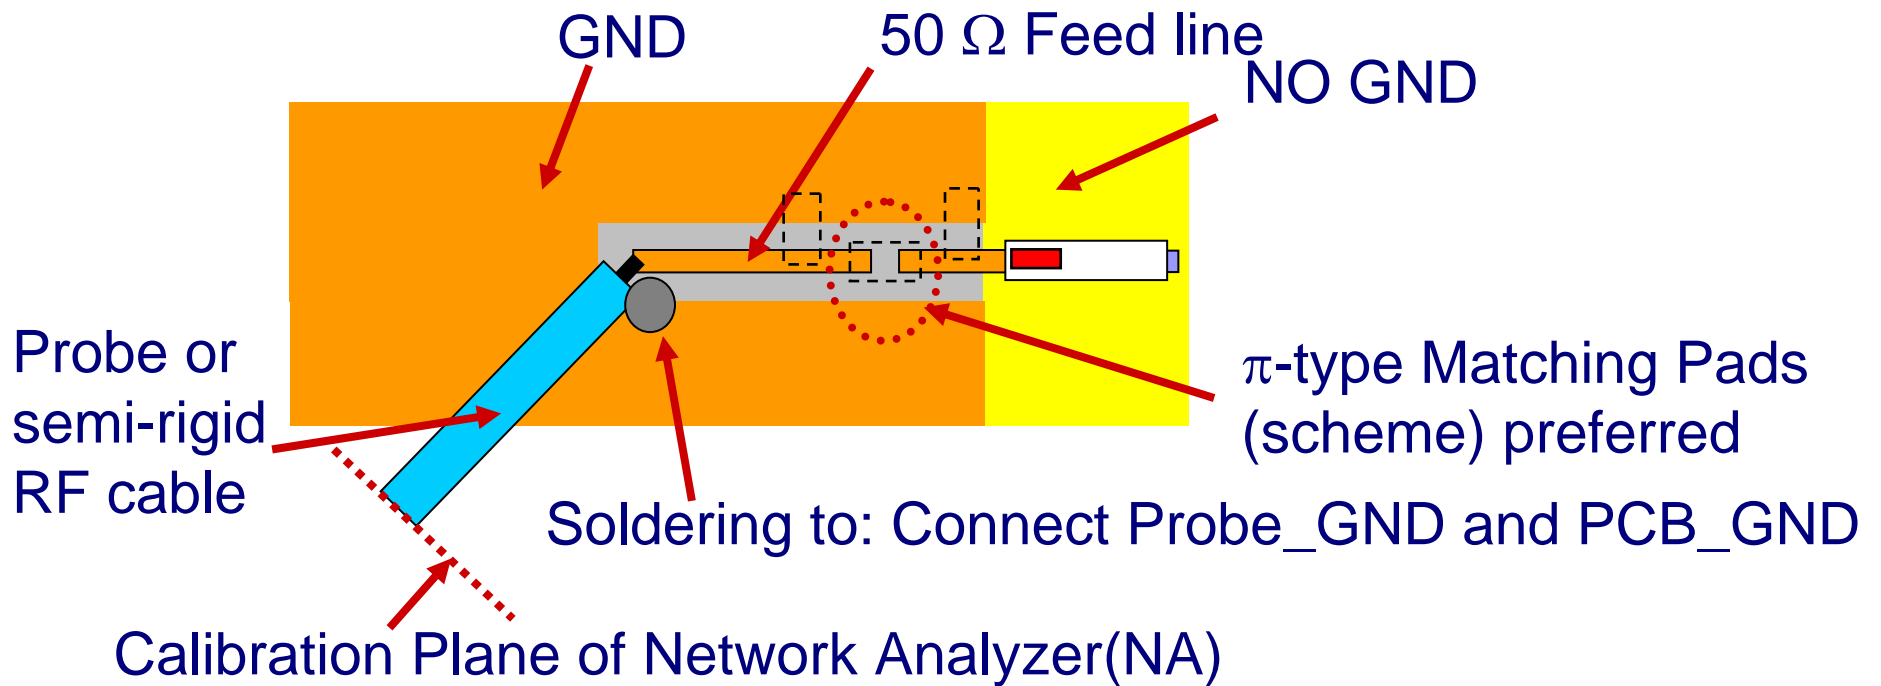 GND
50 Ω Feed line
NO GND
Probe or
semi-rigid
RF cable
π-type Matching Pads
(scheme) preferred
Soldering to: Connect Probe_GND and PCB_GND
Calibration Plane of Network Analyzer(NA)